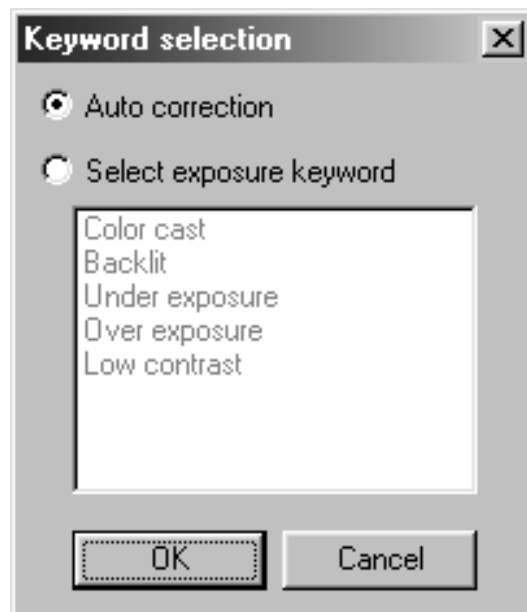 Keyword selection
Auto correction
Select exposure keyword
Color cast
Backlit
Under exposure
Over exposure
Low contrast
OK Cancel